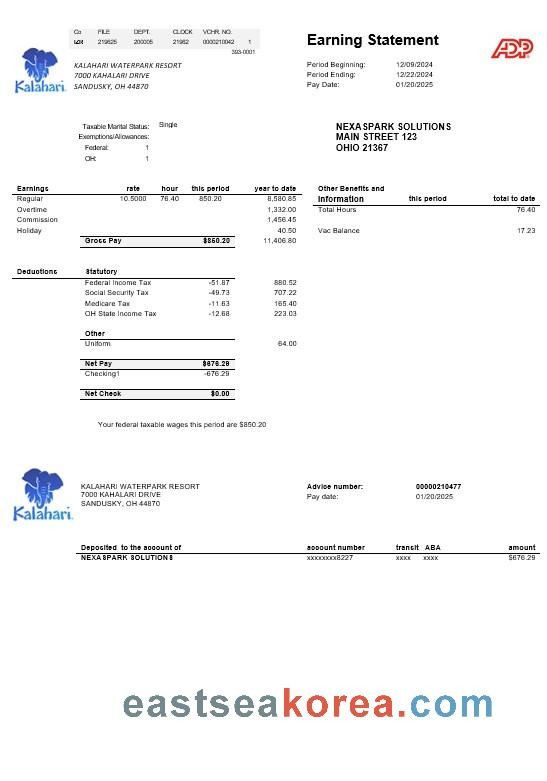 Co FILE DEPT. CLOCK VCHR. NO.
219625 200005 21962 0000210042 1
393-0001
Earning Statement
ADP
Kalahari.
KALAHARI WATERPARK RESORT
7000 KAHALARI DRIVE
SANDUSKY, OH 44870
Period Beginning: 12/09/2024
Period Ending: 12/22/2024
Pay Date: 01/20/2025
Taxable Marital Status: Single
Exemptions/Allowances:
Federal: 1
OH: 1
NEXASPARK SOLUTIONS
MAIN STREET 123
OHIO 21367
Earnings rate hour this period year to date
Regular 10.5000 76.40 850.20 8,580.85
Overtime 1,332.00
Commission 1,456.45
Holiday 40.50
Gross Pay $850.20 11,406.80
Other Benefits and
Information this period total to date
Total Hours 76.40
Vac Balance 17.23
Deductions Statutory
Federal Income Tax -51.87 880.52
Social Security Tax -49.73 707.22
Medicare Tax -11.63 165.40
OH State Income Tax -12.68 223.03
Other
Uniform 64.00
Net Pay $676.29
Checking1 -676.29
Net Check $0.00
Your federal taxable wages this period are $850.20
Kalahari.
KALAHARI WATERPARK RESORT
7000 KAHALARI DRIVE
SANDUSKY, OH 44870
Advice number: 00000210477
Pay date: 01/20/2025
Deposited to the account of account number transit ABA amount
NEXASPARK SOLUTIONS xxxxxxxx8227 xxxx xxxx $676.29
eastseakorea.com